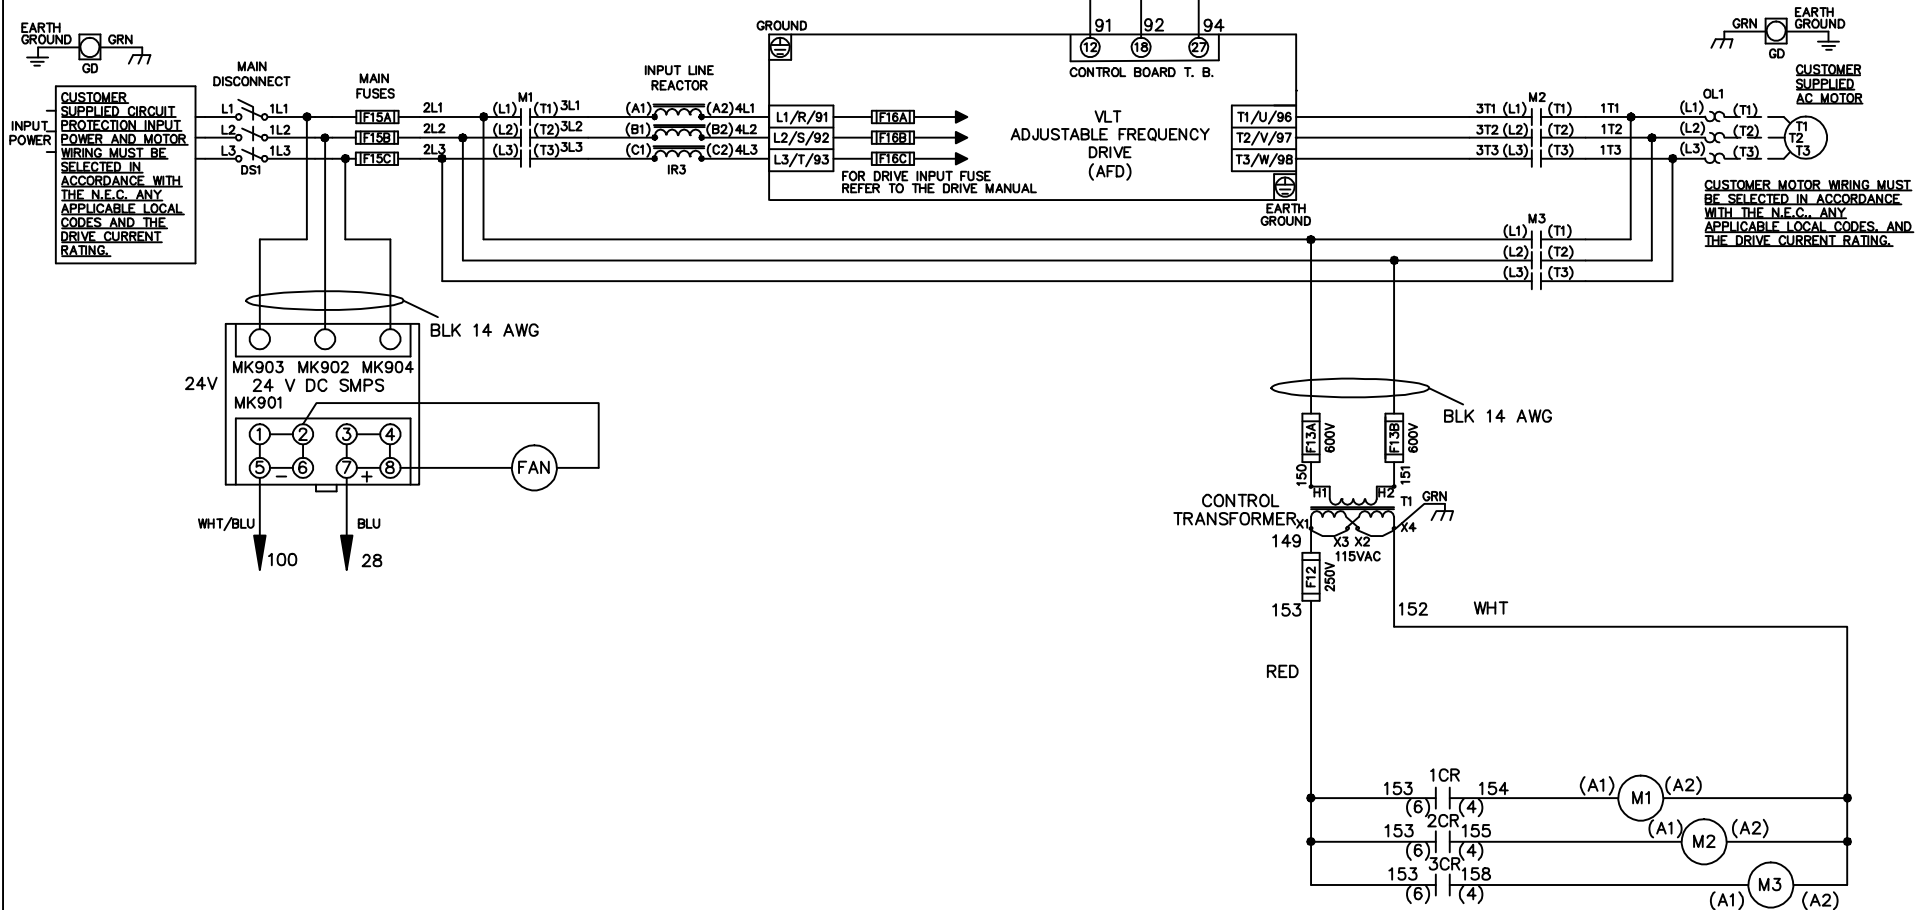 EARTH
GROUND
GRN
GD
GROUND
91 92 94
12 18 27
CONTROL BOARD T. B.
EARTH
GROUND
GRN
GD
INPUT
POWER
CUSTOMER
SUPPLIED CIRCUIT
PROTECTION INPUT
POWER AND MOTOR
WIRING MUST BE
SELECTED IN
ACCORDANCE WITH
THE N.E.C. ANY
APPLICABLE LOCAL
CODES AND THE
DRIVE CURRENT
RATING.
MAIN
DISCONNECT
L1 1L1
L2 1L2
L3 1L3
DS1
MAIN
FUSES
F15A
F15B
F15C
2L1
2L2
2L3
M1
(L1) (T1) 3L1
(L2) (T2) 3L2
(L3) (T3) 3L3
INPUT LINE
REACTOR
(A1) (A2) 4L1
(B1) (B2) 4L2
(C1) (C2) 4L3
IR3
L1/R/91
L2/S/92
L3/T/93
F16A
F16B
F16C
FOR DRIVE INPUT FUSE
REFER TO THE DRIVE MANUAL
VLT
ADJUSTABLE FREQUENCY
DRIVE
(AFD)
T1/U/96
T2/V/97
T3/W/98
EARTH
GROUND
M2
3T1 (L1) (T1) 1T1
3T2 (L2) (T2) 1T2
3T3 (L3) (T3) 1T3
OL1
(L1) (T1)
(L2) (T2)
(L3) (T3)
T1
T2
T3
CUSTOMER
SUPPLIED
AC MOTOR
CUSTOMER MOTOR WIRING MUST
BE SELECTED IN ACCORDANCE
WITH THE N.E.C., ANY
APPLICABLE LOCAL CODES, AND
THE DRIVE CURRENT RATING.
M3
(L1) (T1)
(L2) (T2)
(L3) (T3)
BLK 14 AWG
24V
MK903 MK902 MK904
24 V DC SMPS
MK901
1 2 3 4
5 – 6 7 + 8
FAN
WHT/BLU
100
BLU
28
BLK 14 AWG
F13A
600V
F13B
600V
150
151
H1 H2
T1
GRN
CONTROL
TRANSFORMER
X1
X3 X2
X4
115VAC
149
F12
250V
153
152
WHT
RED
1CR
153 154
(6) (4)
(A1) M1 (A2)
2CR
153 155
(6) (4)
(A1) M2 (A2)
3CR
153 158
(6) (4)
(A1) M3 (A2)